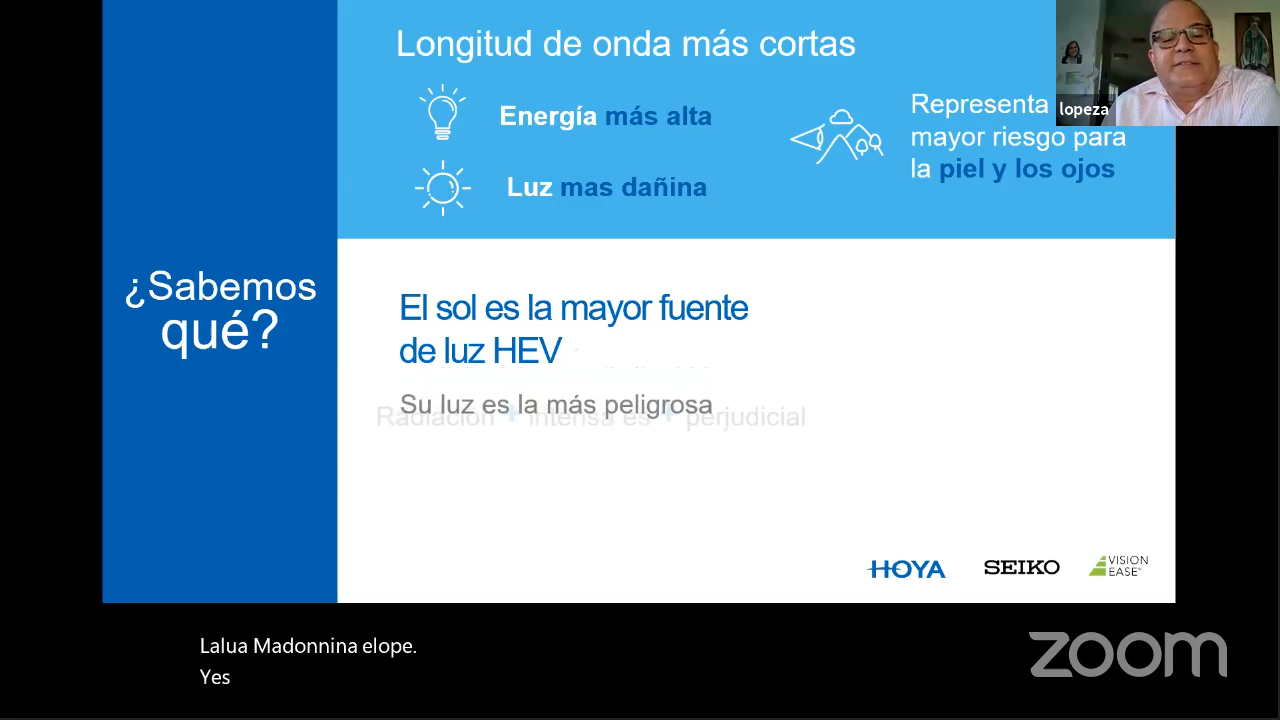 Longitud de onda más cortas
Energía más alta
Luz mas dañina
Representa
mayor riesgo para
la piel y los ojos
lopeza
¿Sabemos
qué?
El sol es la mayor fuente
de luz HEV
Su luz es la más peligrosa
Radiación + intensa es + perjudicial
HOYA
SEIKO
VISION
EASE
Lalua Madonnina elope.
Yes
zoom